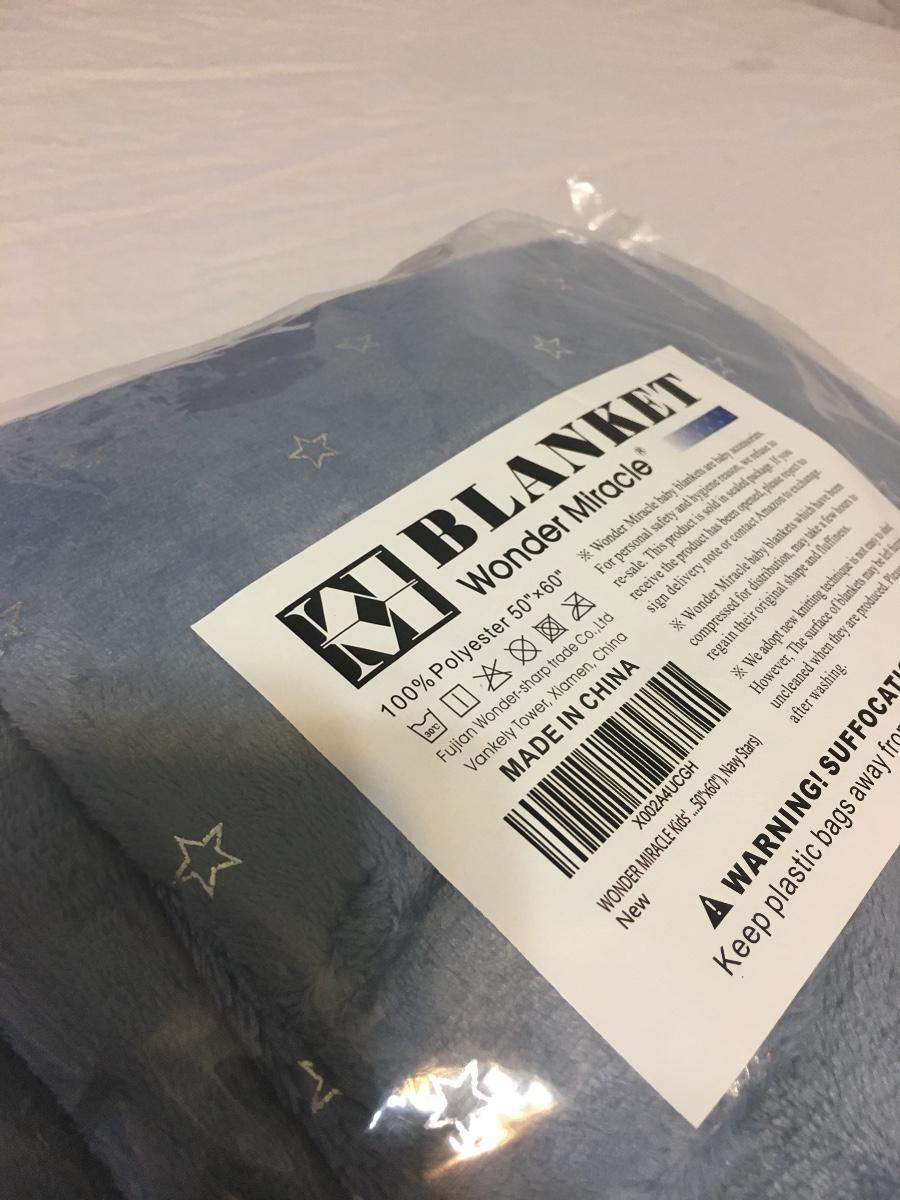 BLANKET
Wonder Miracle®
100% Polyester 50"×60"
30℃
Fujian Wonder-sharp trade Co.,Ltd
Vankely Tower, Xiamen, China
MADE IN CHINA
X002A4UCGH
WONDER MIRACLE Kids' ...50"x60"), Navy Stars)
New
※ Wonder Miracle baby blankets are baby accessories.
For personal safety and hygiene reason, we refuse to
re-sale. This product is sold in sealed package. If you
receive the product has been opened, please reject to
sign delivery note or contact Amazon to exchange.
※ Wonder Miracle baby blankets which have been
compressed for distribution, may take a few hours to
regain their original shape and fluffiness.
※ We adopt new knitting technique is not easy to shed
However, The surface of blankets may be left
uncleaned when they are produced.
after washing.
WARNING! SUFFOCATI
Keep plastic bags away fro